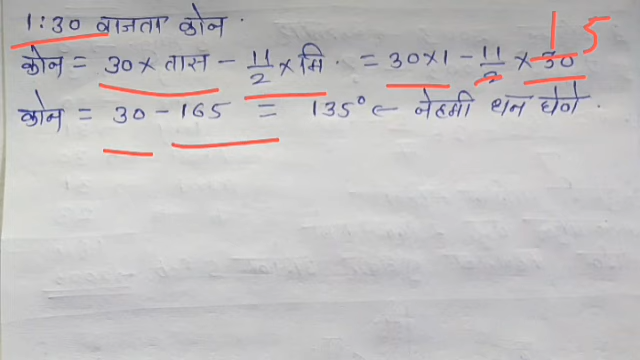 1:30 वाजता कोन.
कोन = 30 × तास - 11/2 × मि. = 30×1 - 11/2 × 30 15
कोन = 30 - 165 = 135° ← नेहमी धन घेणे.